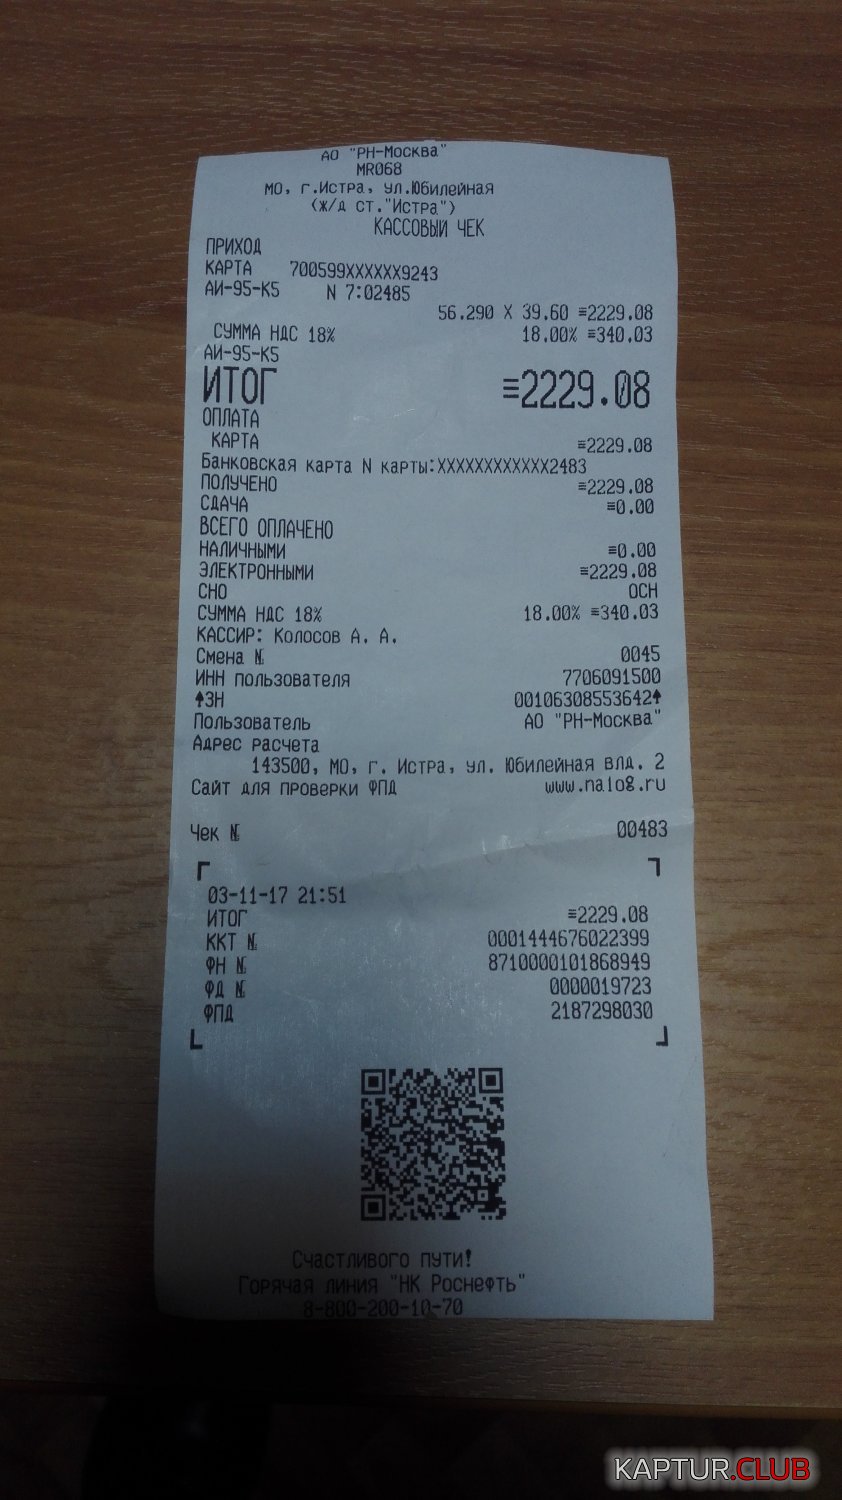 АО "РН-Москва"
MR068
МО, г.Истра, ул.Юбилейная
(ж/д ст."Истра")
КАССОВЫЙ ЧЕК
ПРИХОД
КАРТА 700599XXXXXX9243
АИ-95-К5 N 7:02485
56.290 X 39.60 ≡2229.08
СУММА НДС 18% 18.00% ≡340.03
АИ-95-К5
ИТОГ ≡2229.08
ОПЛАТА
КАРТА ≡2229.08
Банковская карта N карты:XXXXXXXXXXXX2483
ПОЛУЧЕНО ≡2229.08
СДАЧА ≡0.00
ВСЕГО ОПЛАЧЕНО
НАЛИЧНЫМИ ≡0.00
ЭЛЕКТРОННЫМИ ≡2229.08
СНО ОСН
СУММА НДС 18% 18.00% ≡340.03
КАССИР: Колосов А. А.
Смена № 0045
ИНН пользователя 7706091500
↑ЗН 00106308553642↑
Пользователь АО "РН-Москва"
Адрес расчета
143500, МО, г. Истра, ул. Юбилейная влд. 2
Сайт для проверки ФПД www.nalog.ru
Чек № 00483
03-11-17 21:51
ИТОГ ≡2229.08
ККТ № 0001444676022399
ФН № 8710000101868949
ФД № 0000019723
ФПД 2187298030
Счастливого пути!
Горячая линия "НК Роснефть"
8-800-200-10-70
KAPTUR.CLUB